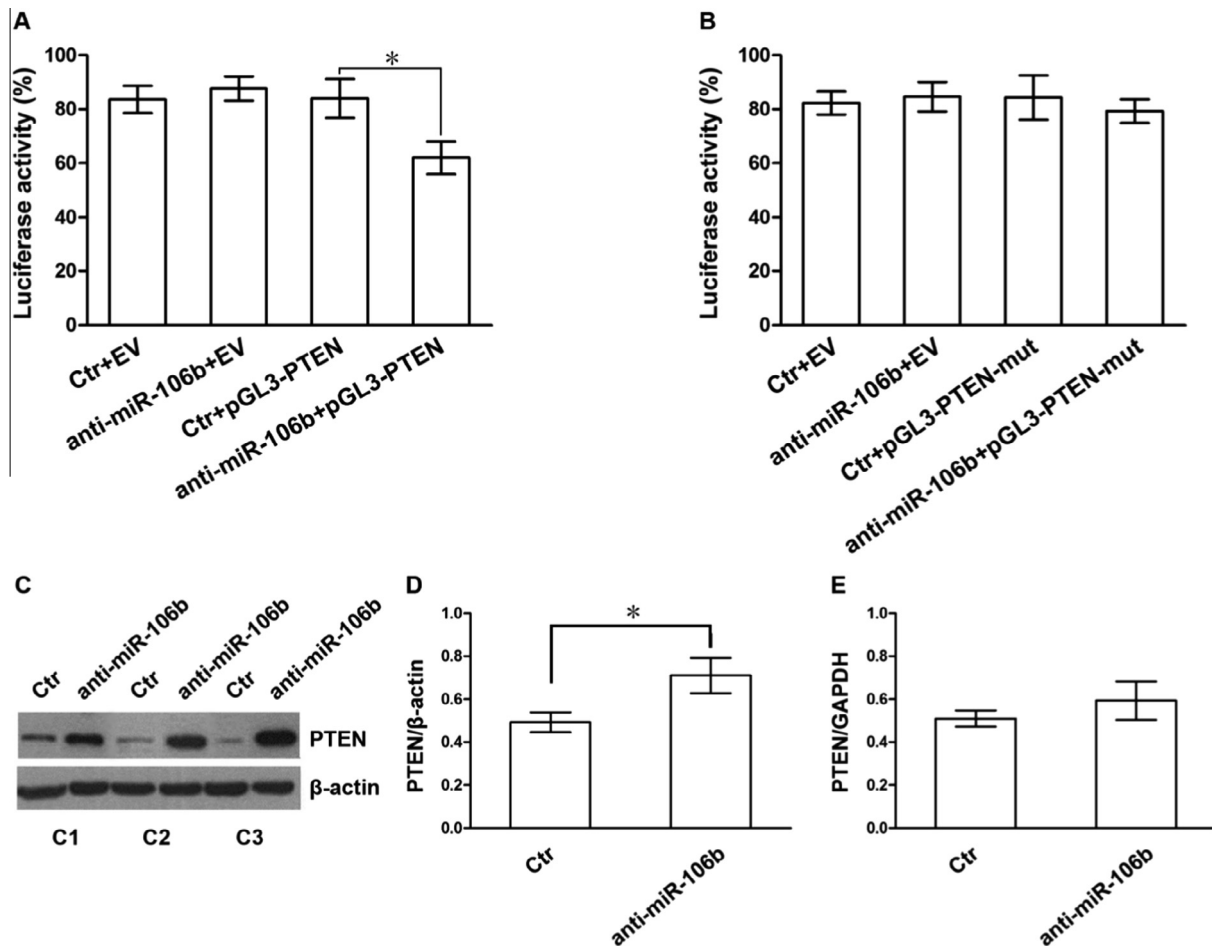 A
Luciferase activity (%)
100
80
60
40
20
0
*
Ctr+EV
anti-miR-106b+EV
Ctr+pGL3-PTEN
anti-miR-106b+pGL3-PTEN
B
Luciferase activity (%)
100
80
60
40
20
0
Ctr+EV
anti-miR-106b+EV
Ctr+pGL3-PTEN-mut
anti-miR-106b+pGL3-PTEN-mut
C
Ctr
anti-miR-106b
Ctr
anti-miR-106b
Ctr
anti-miR-106b
PTEN
β-actin
C1 C2 C3
D
PTEN/β-actin
1.0
0.8
0.6
0.4
0.2
0.0
*
Ctr
anti-miR-106b
E
PTEN/GAPDH
1.0
0.8
0.6
0.4
0.2
0.0
Ctr
anti-miR-106b